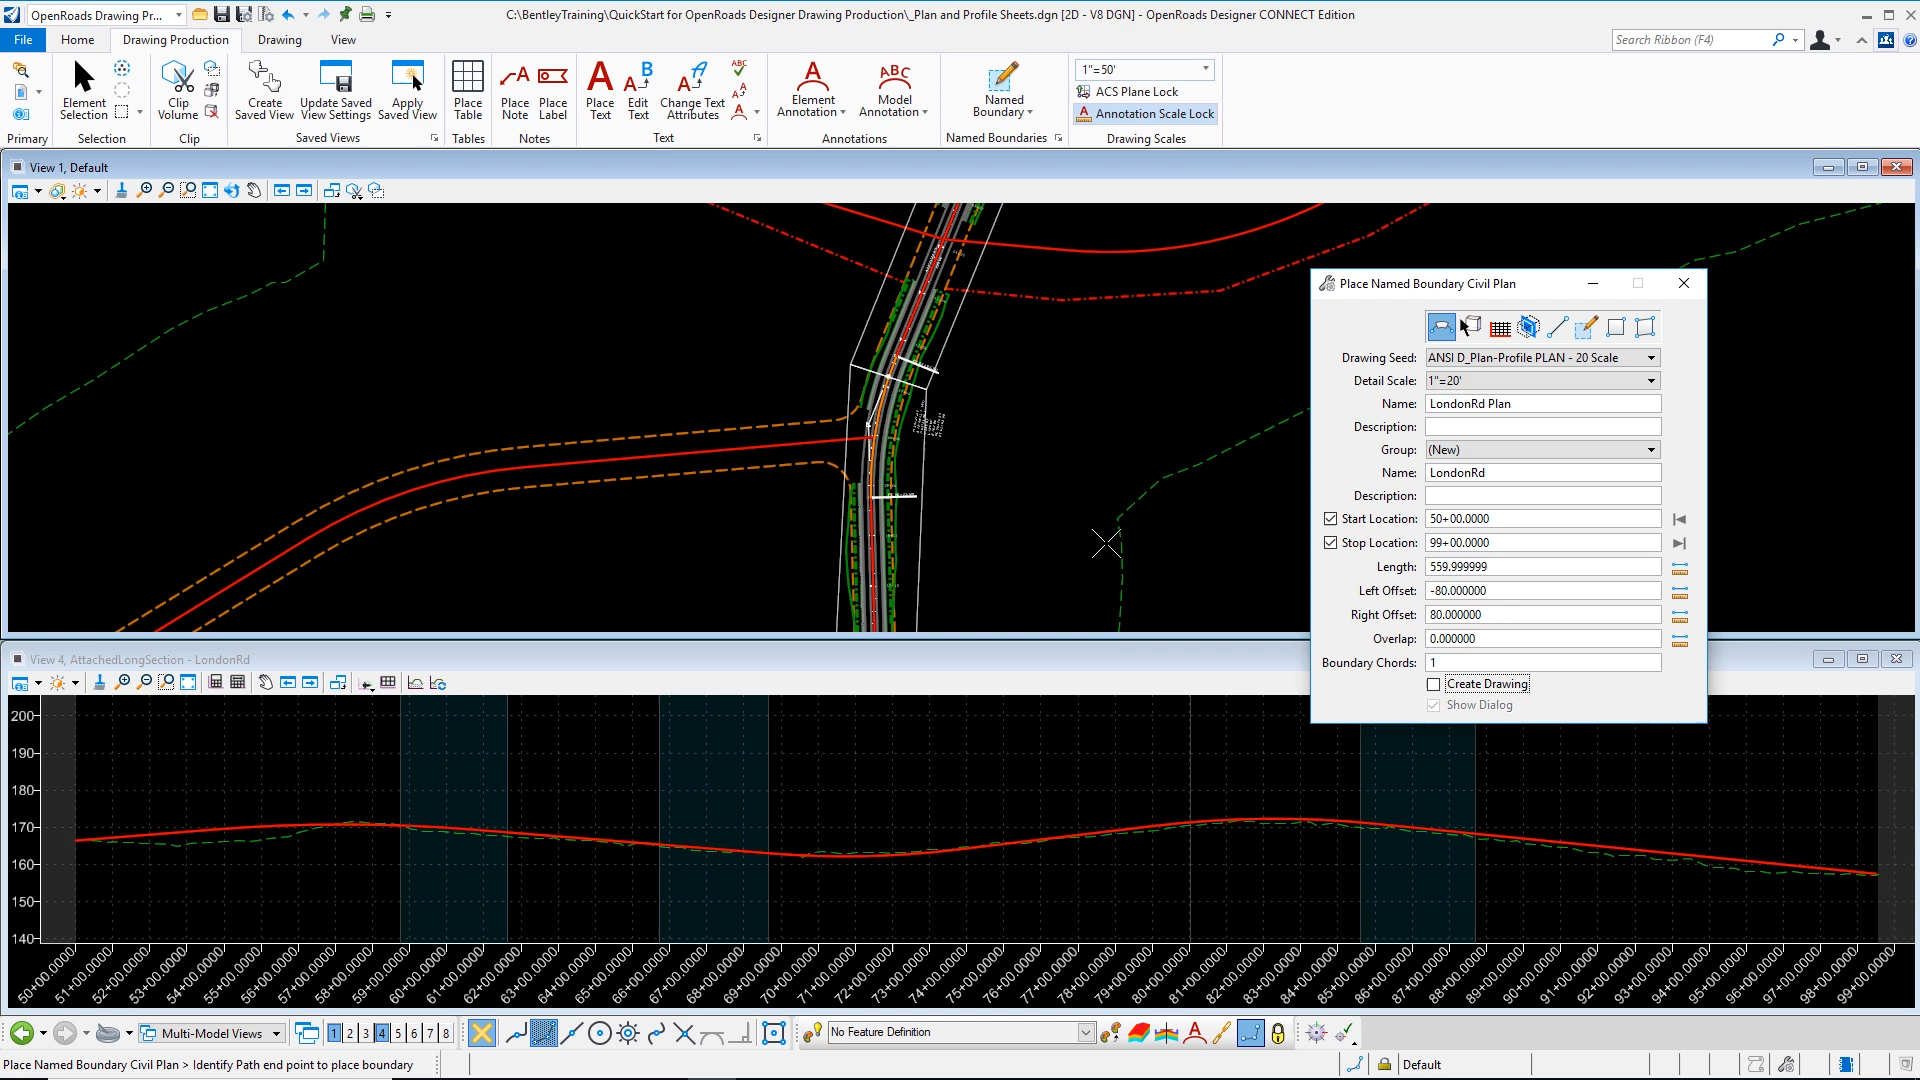 OpenRoads Drawing Pr...
C:\BentleyTraining\QuickStart for OpenRoads Designer Drawing Production\_Plan and Profile Sheets.dgn [2D - V8 DGN] - OpenRoads Designer CONNECT Edition
File Home Drawing Production Drawing View
Search Ribbon (F4)
Element Selection
Clip Volume
Create Saved View
Update Saved View Settings
Apply Saved View
Place Table
Place Note
Place Label
Place Text
Edit Text
Change Text Attributes
Element Annotation
Model Annotation
Named Boundary
1"=50'
ACS Plane Lock
Annotation Scale Lock
Primary Selection Clip Saved Views Tables Notes Text Annotations Named Boundaries Drawing Scales
View 1, Default
Place Named Boundary Civil Plan
Drawing Seed: ANSI D_Plan-Profile PLAN - 20 Scale
Detail Scale: 1"=20'
Name: LondonRd Plan
Description:
Group: (New)
Name: LondonRd
Description:
Start Location: 50+00.0000
Stop Location: 99+00.0000
Length: 559.999999
Left Offset: -80.000000
Right Offset: 80.000000
Overlap: 0.000000
Boundary Chords: 1
Create Drawing
Show Dialog
View 4, AttachedLongSection - LondonRd
200
190
180
170
160
150
140
50+00.0000 51+00.0000 52+00.0000 53+00.0000 54+00.0000 55+00.0000 56+00.0000 57+00.0000 58+00.0000 59+00.0000 60+00.0000 61+00.0000 62+00.0000 63+00.0000 64+00.0000 65+00.0000 66+00.0000 67+00.0000 68+00.0000 69+00.0000 70+00.0000 71+00.0000 72+00.0000 73+00.0000 74+00.0000 75+00.0000 76+00.0000 77+00.0000 78+00.0000 79+00.0000 80+00.0000 81+00.0000 82+00.0000 83+00.0000 84+00.0000 85+00.0000 86+00.0000 87+00.0000 88+00.0000 89+00.0000 90+00.0000 91+00.0000 92+00.0000 93+00.0000 94+00.0000 95+00.0000 96+00.0000 97+00.0000 98+00.0000 99+00.0000
Multi-Model Views 1 2 3 4 5 6 7 8 No Feature Definition
Place Named Boundary Civil Plan > Identify Path end point to place boundary
Default